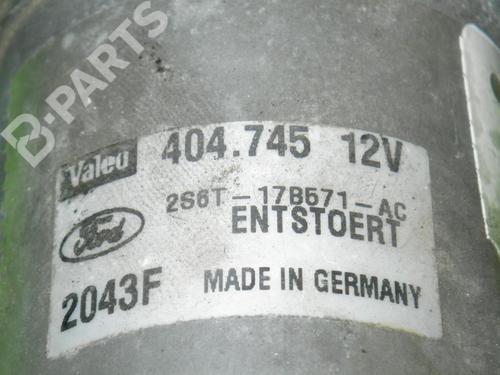 B-PARTS
Valeo 404.745 12V
2S6T-17B571-AC
Ford ENTSTOERT
2043F MADE IN GERMANY